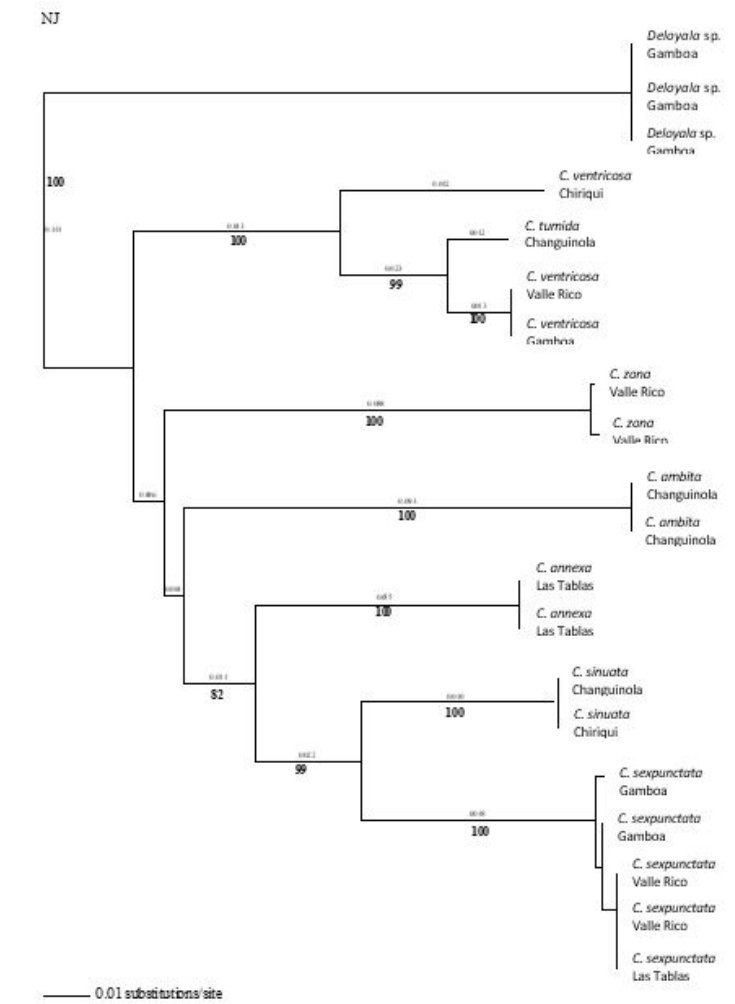 NJ
Deloyala sp.
Gamboa
Deloyala sp.
Gamboa
Deloyala sp.
Gamboa
100
C. ventricosa
Chiriqui
100
C. tumida
Changuinola
99
C. ventricosa
Valle Rico
100
C. ventricosa
Gamboa
C. zona
Valle Rico
100
C. zona
Valle Rico
C. ambita
Changuinola
100
C. ambita
Changuinola
C. annexa
Las Tablas
100
C. annexa
Las Tablas
C. sinuata
Changuinola
82
100
C. sinuata
Chiriqui
99
C. sexpunctata
Gamboa
100
C. sexpunctata
Gamboa
C. sexpunctata
Valle Rico
C. sexpunctata
Valle Rico
C. sexpunctata
Las Tablas
0.01 substitutions/site